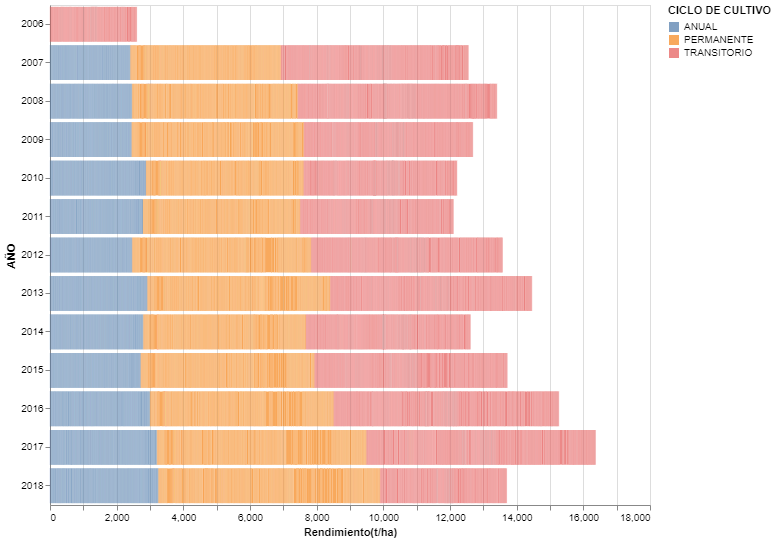 CICLO DE CULTIVO
ANUAL
PERMANENTE
TRANSITORIO
AÑO
2006
2007
2008
2009
2010
2011
2012
2013
2014
2015
2016
2017
2018
0 2,000 4,000 6,000 8,000 10,000 12,000 14,000 16,000 18,000
Rendimiento(t/ha)